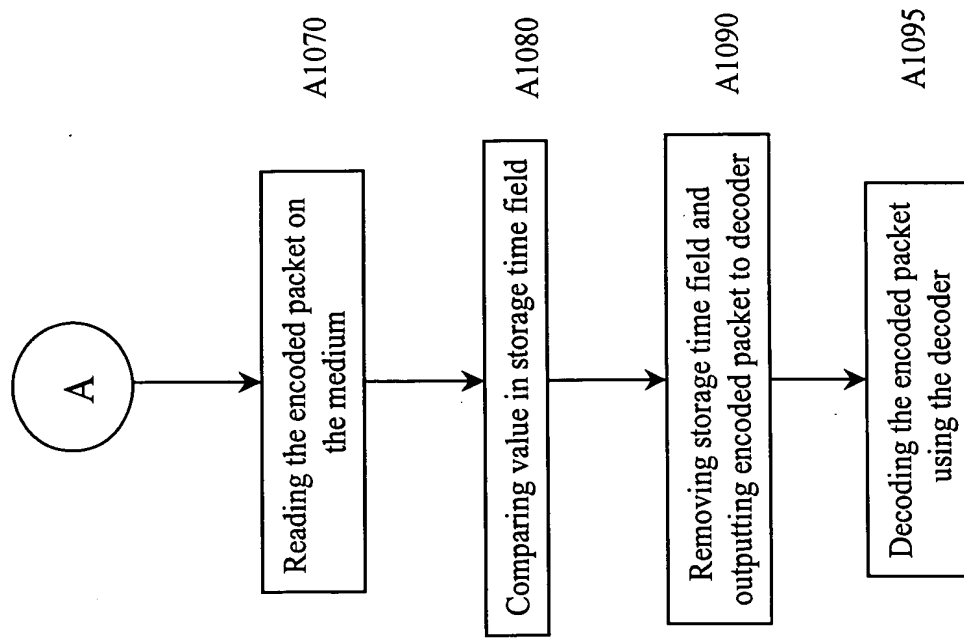 A
Reading the encoded packet on
the medium
A1070
Comparing value in storage time field
A1080
Removing storage time field and
outputting encoded packet to decoder
A1090
Decoding the encoded packet
using the decoder
A1095